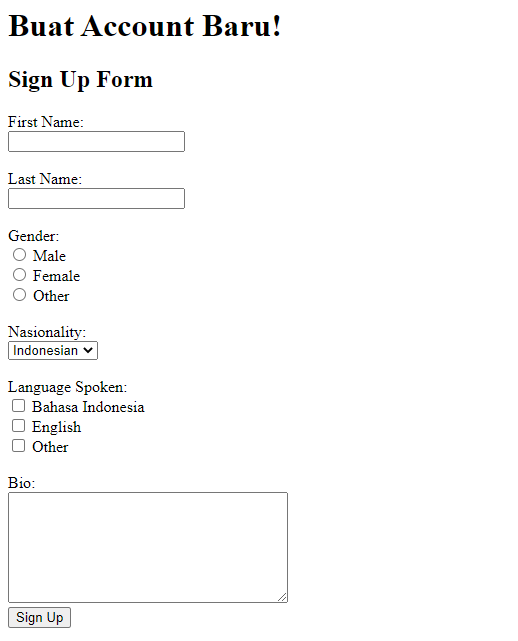 Buat Account Baru!
Sign Up Form
First Name:
Last Name:
Gender:
Male
Female
Other
Nasionality:
Indonesian
Language Spoken:
Bahasa Indonesia
English
Other
Bio:
Sign Up